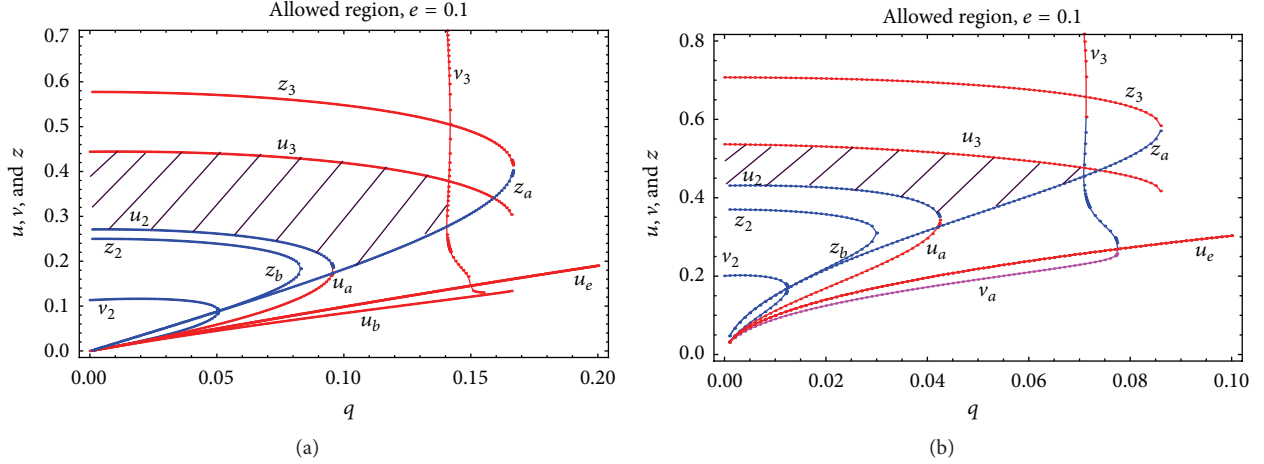 Allowed region, e = 0.1
0.7
0.6
0.5
0.4
0.3
0.2
0.1
0.0
u, v, and z
z₃
v₃
u₃
zₐ
u₂
z₂
z_b
uₐ
v₂
uₑ
u_b
0.00 0.05 0.10 0.15 0.20
q
(a)
Allowed region, e = 0.1
0.8
0.6
0.4
0.2
0.0
u, v, and z
v₃
z₃
u₃
zₐ
u₂
z₂
z_b
uₐ
v₂
uₑ
vₐ
0.00 0.02 0.04 0.06 0.08 0.10
q
(b)